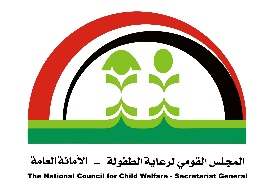 المجلس القومي لرعاية الطفولة - الأمانة العامة
The National Council for Child Welfare - Secretariat General